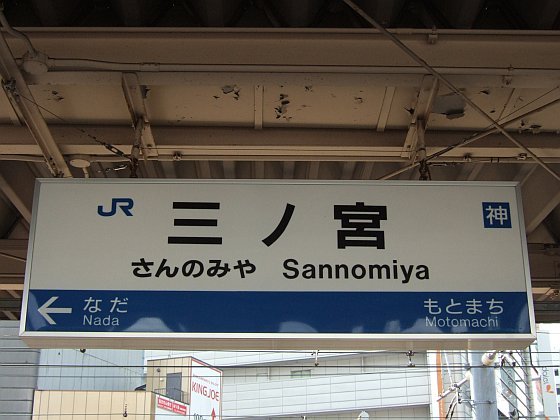 JR 三ノ宮 神
さんのみや Sannomiya
← なだ もとまち
Nada Motomachi
KING JOE